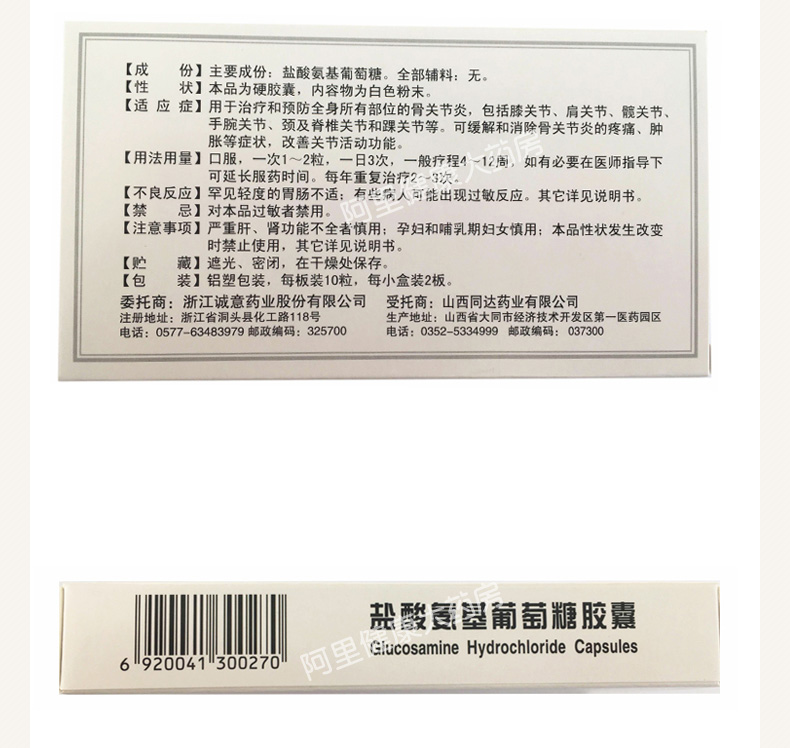 【成　　份】主要成份：盐酸氨基葡萄糖。全部辅料：无。
【性　　状】本品为硬胶囊，内容物为白色粉末。
【适 应 症】用于治疗和预防全身所有部位的骨关节炎，包括膝关节、肩关节、髋关节、
手腕关节、颈及脊椎关节和踝关节等。可缓解和消除骨关节炎的疼痛、肿
胀等症状，改善关节活动功能。
【用法用量】口服，一次1～2粒，一日3次，一般疗程4～12周，如有必要在医师指导下
可延长服药时间。每年重复治疗2～3次。
【不良反应】罕见轻度的胃肠不适；有些病人可能出现过敏反应。其它详见说明书。
【禁　　忌】对本品过敏者禁用。
【注意事项】严重肝、肾功能不全者慎用；孕妇和哺乳期妇女慎用；本品性状发生改变
时禁止使用，其它详见说明书。
【贮　　藏】遮光、密闭，在干燥处保存。
【包　　装】铝塑包装，每板装10粒，每小盒装2板。
委托商：浙江诚意药业股份有限公司 受托商：山西同达药业有限公司
注册地址：浙江省洞头县化工路118号 生产地址：山西省大同市经济技术开发区第一医药园区
电话：0577-63483979 邮政编码：325700 电话：0352-5334999 邮政编码：037300
阿里健康大药房
盐酸氨基葡萄糖胶囊
Glucosamine Hydrochloride Capsules
6 920041 300270
阿里健康大药房